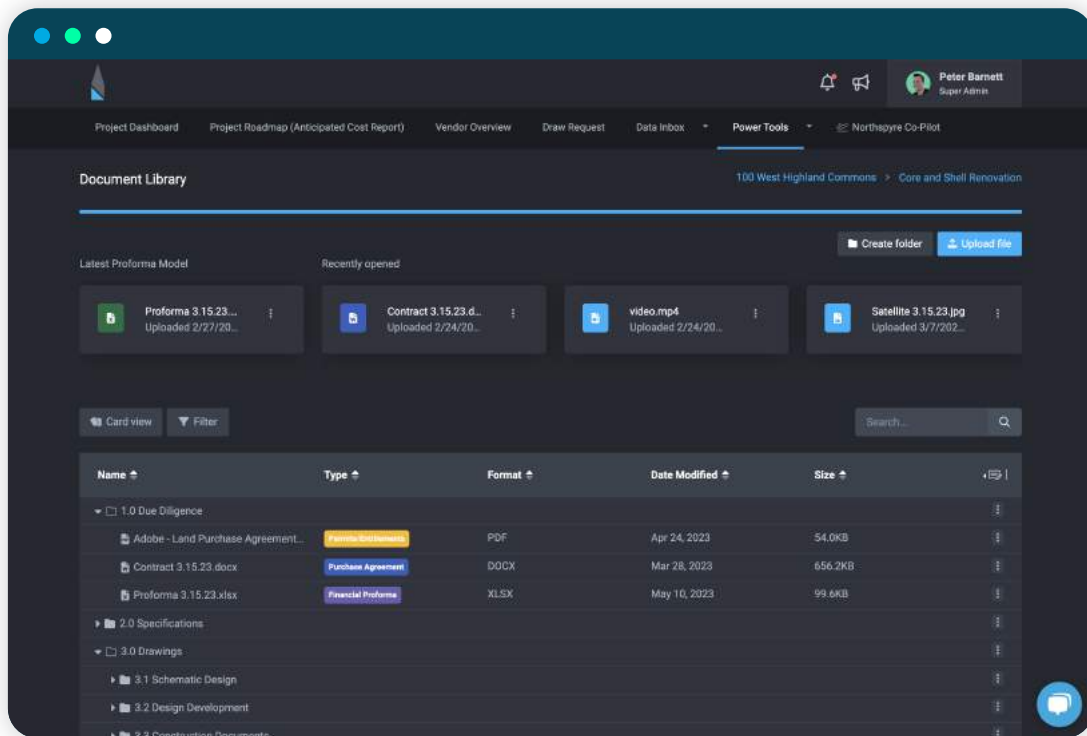 Peter Barnett
Super Admin
Project Dashboard Project Roadmap (Anticipated Cost Report) Vendor Overview Draw Request Data Inbox Power Tools Northspyre Co-Pilot
Document Library 100 West Highland Commons > Core and Shell Renovation
Create folder Upload file
Latest Proforma Model Recently opened
Proforma 3.15.23.... Contract 3.15.23.d... video.mp4 Satellite 3.15.23.jpg
Uploaded 2/27/20... Uploaded 2/24/20... Uploaded 2/24/20... Uploaded 3/7/202...
Card view Filter Search...
Name Type Format Date Modified Size
1.0 Due Diligence
Adobe - Land Purchase Agreement... Permits/Entitlements PDF Apr 24, 2023 54.0KB
Contract 3.15.23.docx Purchase Agreement DOCX Mar 28, 2023 656.2KB
Proforma 3.15.23.xlsx Financial Proforma XLSX May 10, 2023 99.6KB
2.0 Specifications
3.0 Drawings
3.1 Schematic Design
3.2 Design Development
3.3 Construction Documents